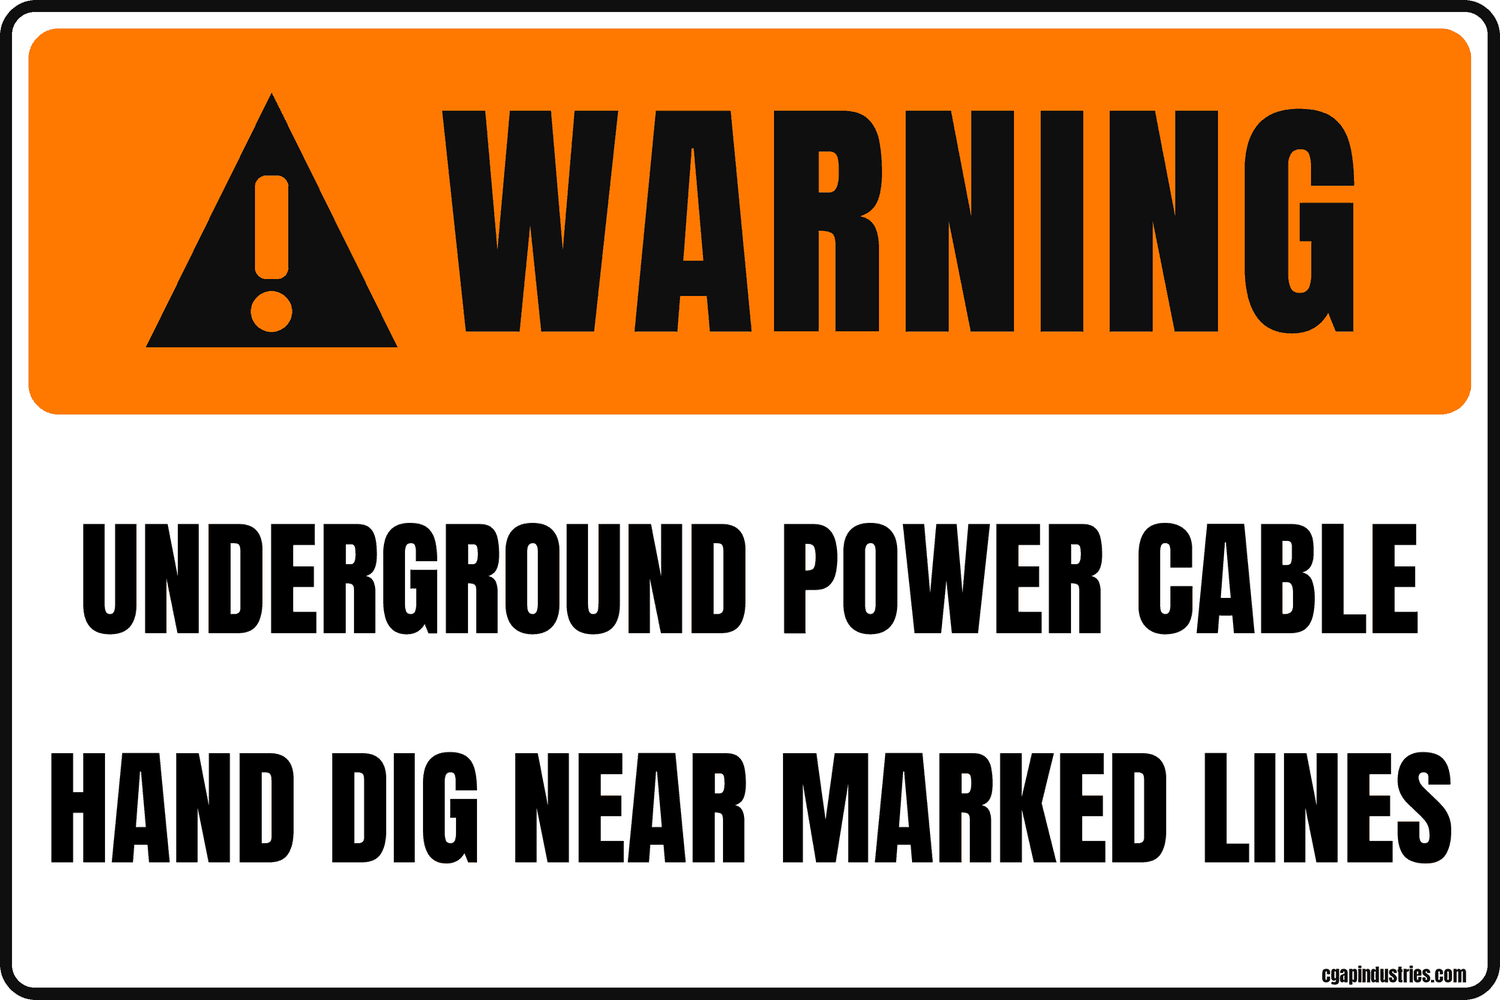 WARNING
UNDERGROUND POWER CABLE
HAND DIG NEAR MARKED LINES
cgapindustries.com